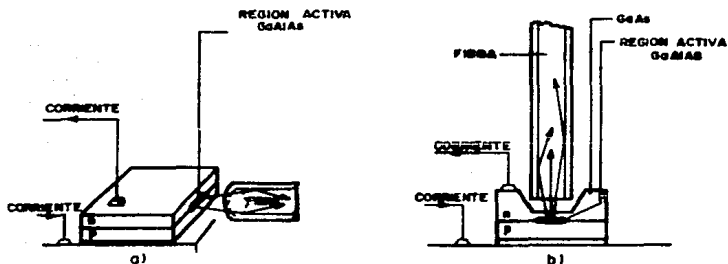 REGION ACTIVA
GaAlAs
CORRIENTE
CORRIENTE
n
P
a)
b)
GaAs
REGION ACTIVA
GaAlAS
FIBRA
CORRIENTE
CORRIENTE
n
P